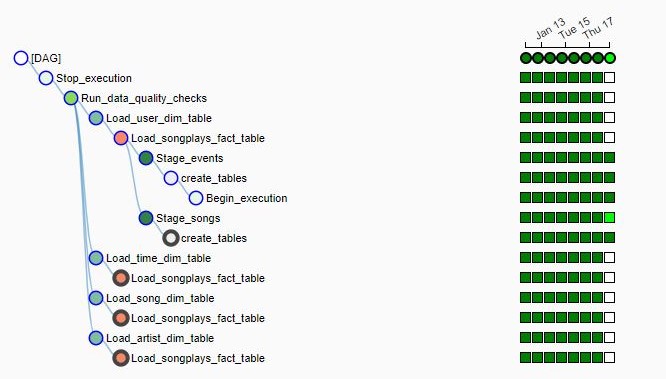 Jan 13
Tue 15
Thu 17
[DAG]
Stop_execution
Run_data_quality_checks
Load_user_dim_table
Load_songplays_fact_table
Stage_events
create_tables
Begin_execution
Stage_songs
create_tables
Load_time_dim_table
Load_songplays_fact_table
Load_song_dim_table
Load_songplays_fact_table
Load_artist_dim_table
Load_songplays_fact_table